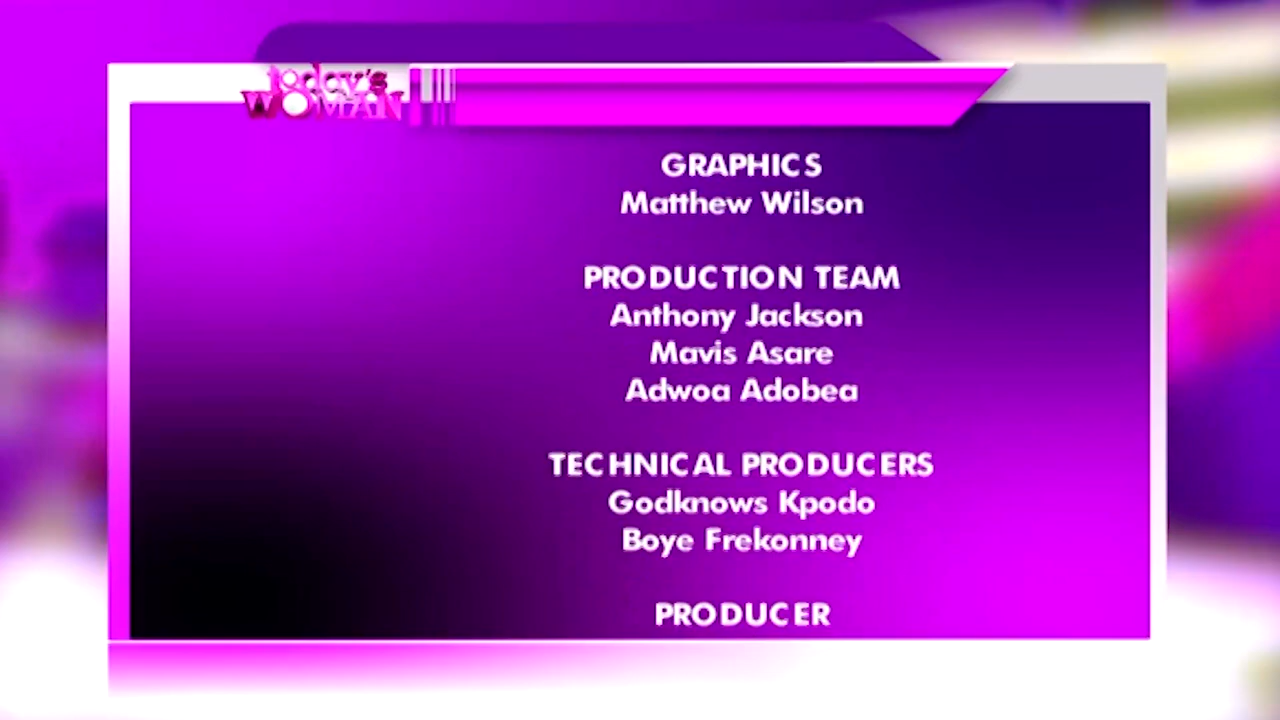 today's
WOMAN
GRAPHICS
Matthew Wilson
PRODUCTION TEAM
Anthony Jackson
Mavis Asare
Adwoa Adobea
TECHNICAL PRODUCERS
Godknows Kpodo
Boye Frekonney
PRODUCER